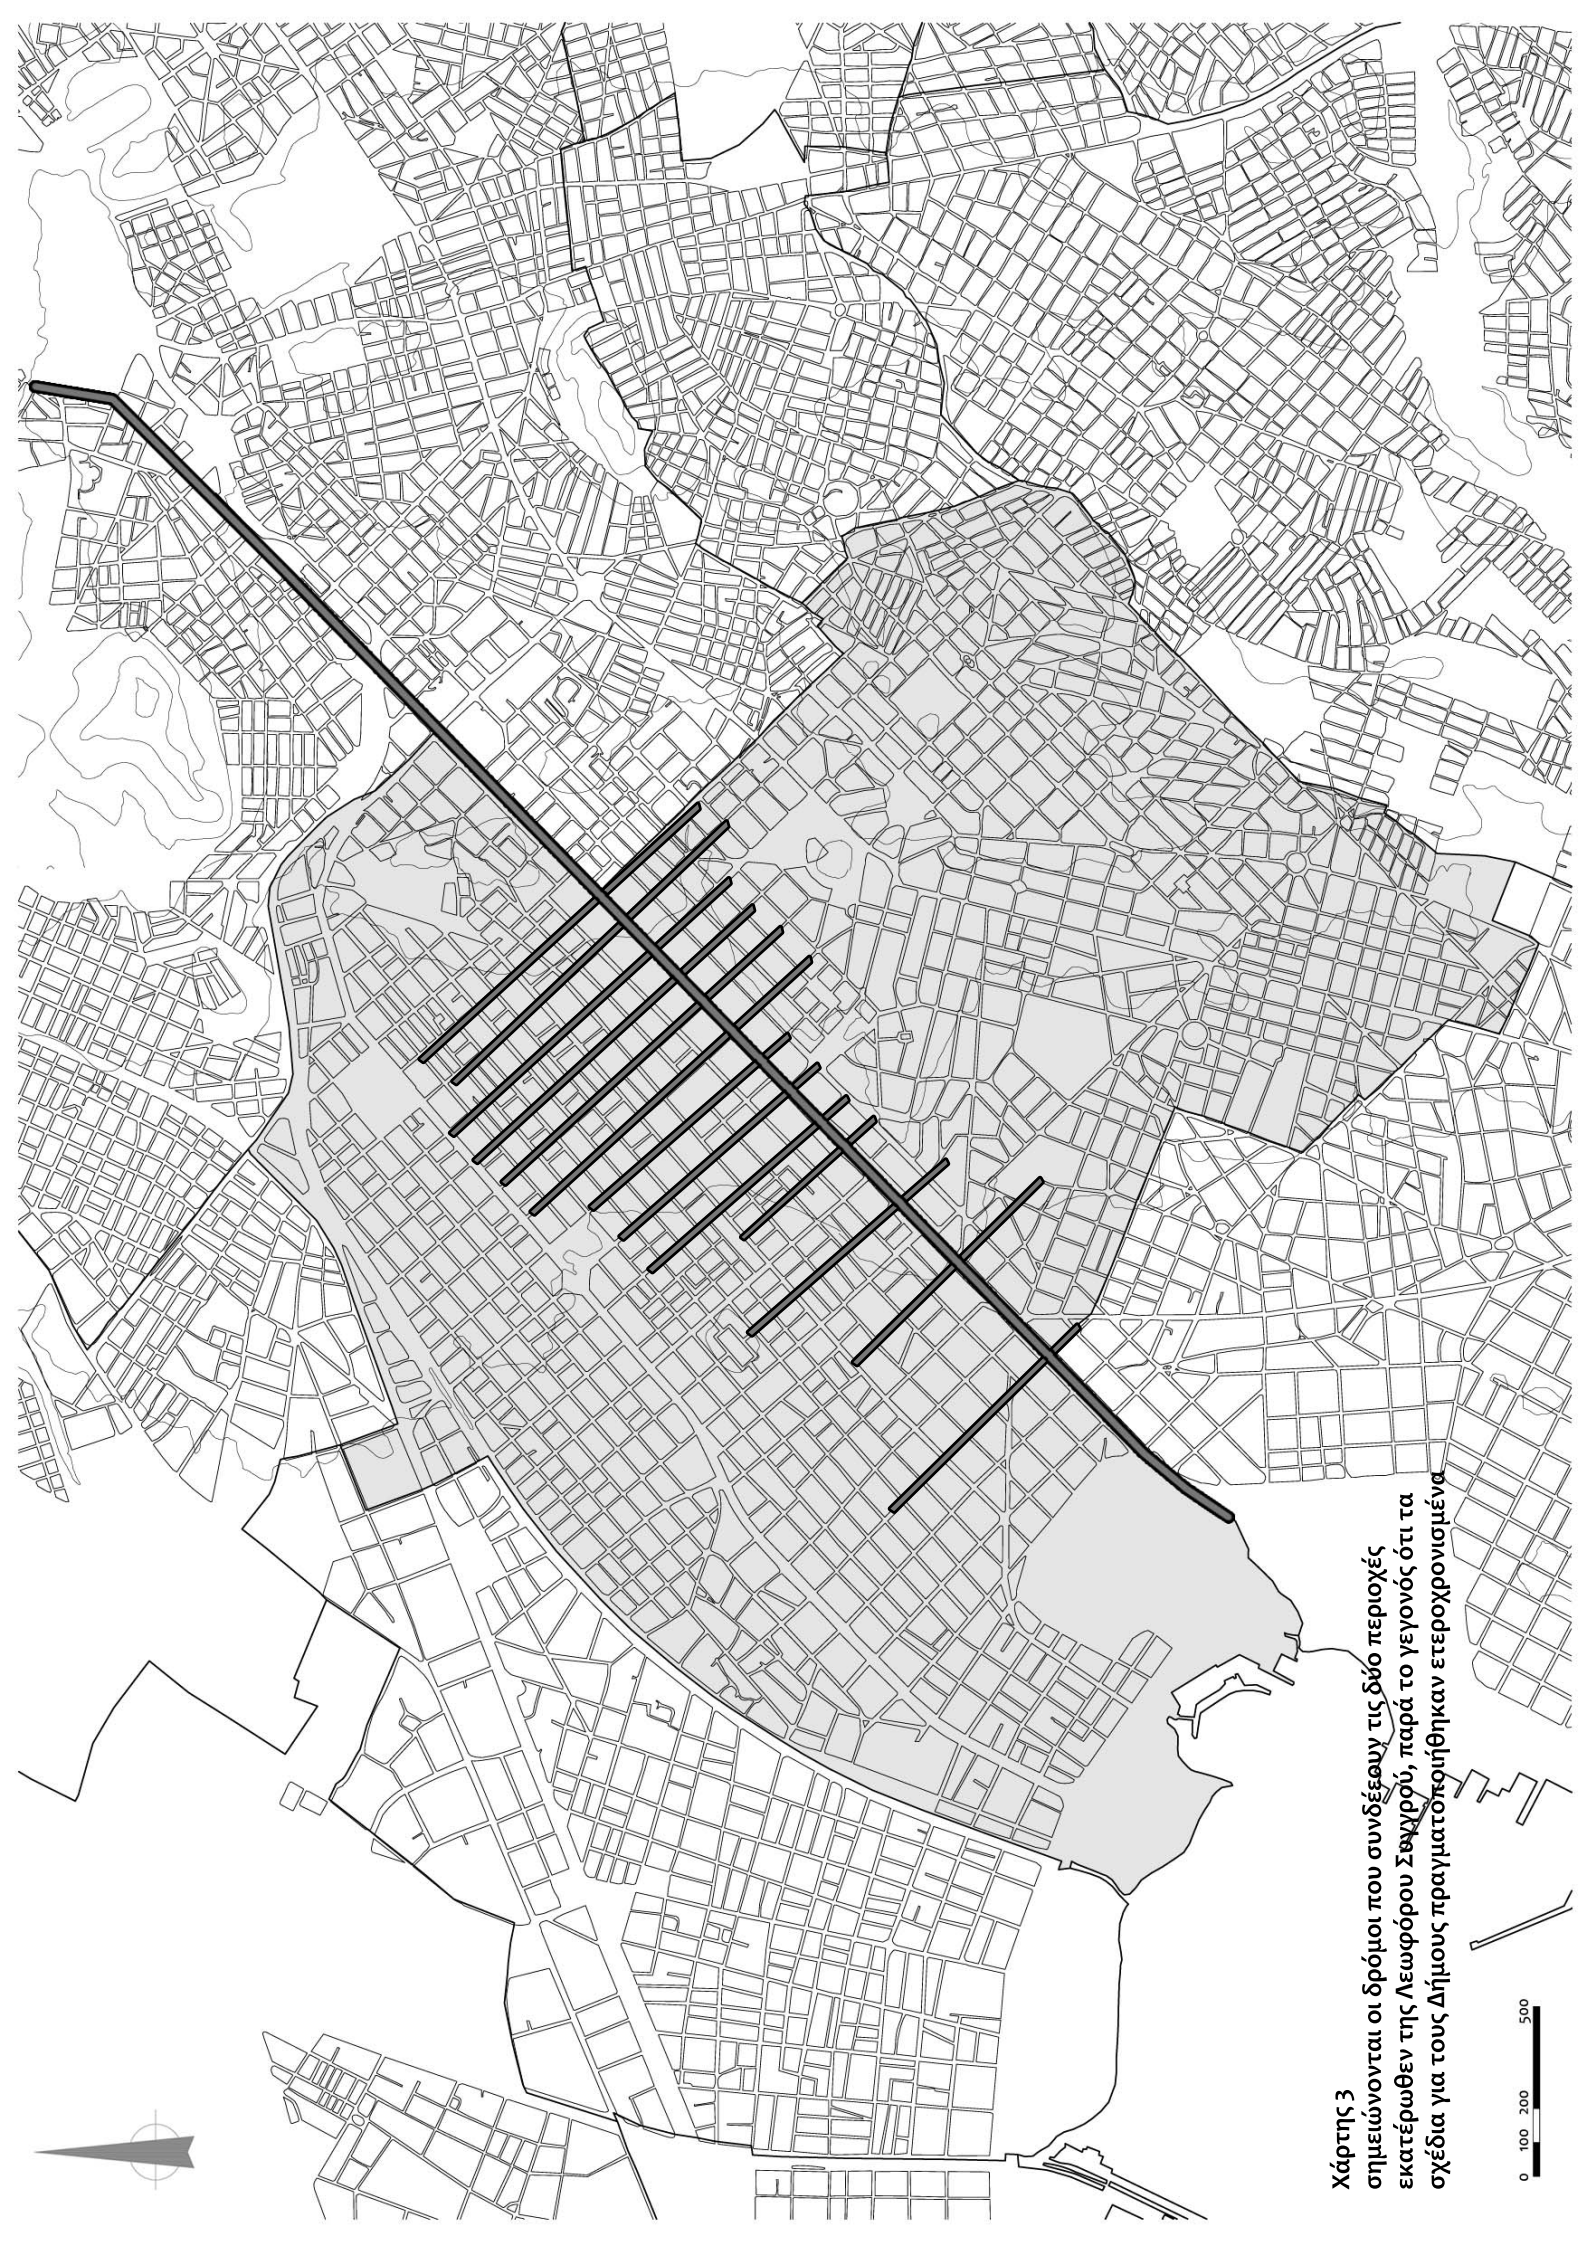 Χάρτης 3
σημειώνονται οι δρόμοι που συνδέεουν τις δύο περιοχές
εκατέρωθεν της Λεωφόρου Συγγρού, παρά το γεγονός ότι τα
σχέδια για τους Δήμους πραγματοποιήθηκαν ετεροχρονισμένα
0 100 200 500